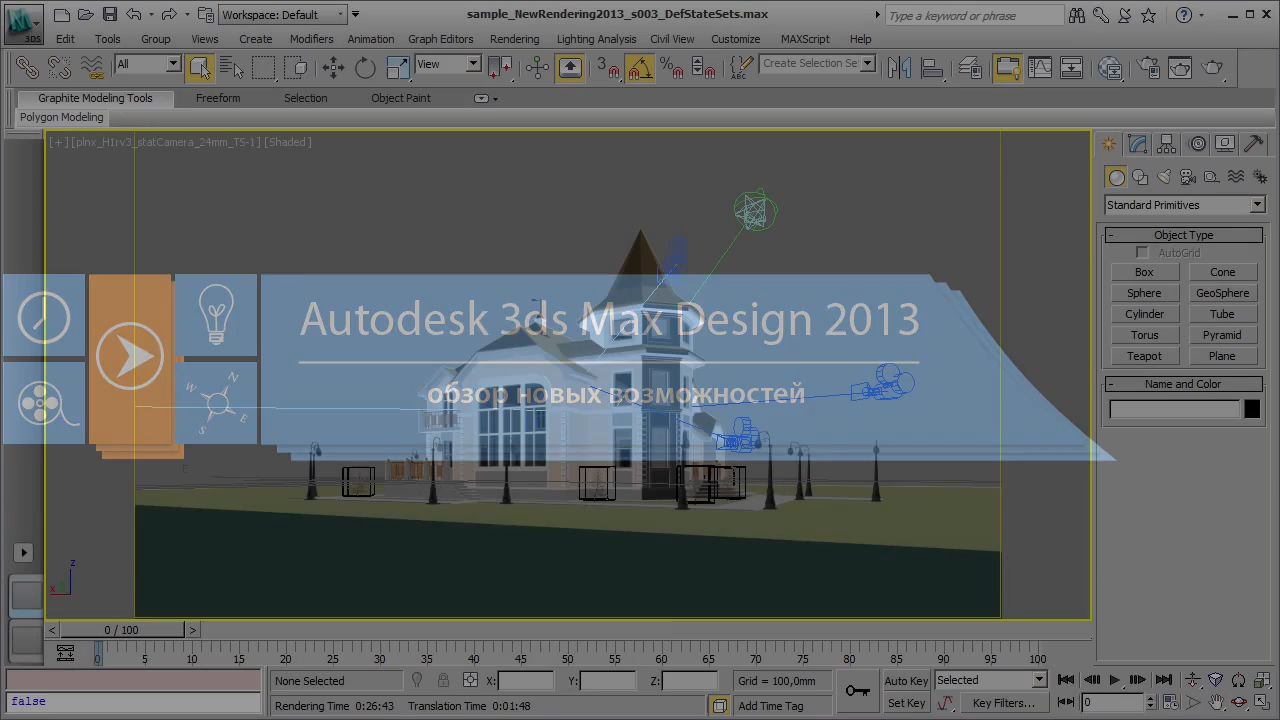 3DS
Workspace: Default
sample_NewRendering2013_s003_DefStateSets.max
Type a keyword or phrase
Edit Tools Group Views Create Modifiers Animation Graph Editors Rendering Lighting Analysis Civil View Customize MAXScript Help
All
View
3
%
ABC
Create Selection Se
Graphite Modeling Tools Freeform Selection Object Paint
Polygon Modeling
[+] [plnx_H1rv3_statCamera_24mm_TS-1] [Shaded]
Standard Primitives
- Object Type
AutoGrid
Box Cone
Sphere GeoSphere
Cylinder Tube
Torus Pyramid
Teapot Plane
- Name and Color
Autodesk 3ds Max Design 2013
обзор новых возможностей
N
W
E
S
E
z
x
< 0 / 100 >
0 5 10 15 20 25 30 35 40 45 50 55 60 65 70 75 80 85 90 95 100
None Selected X: Y: Z: Grid = 100,0mm Auto Key Selected
false
Rendering Time 0:26:43 Translation Time 0:01:48 Add Time Tag Set Key Key Filters... 0